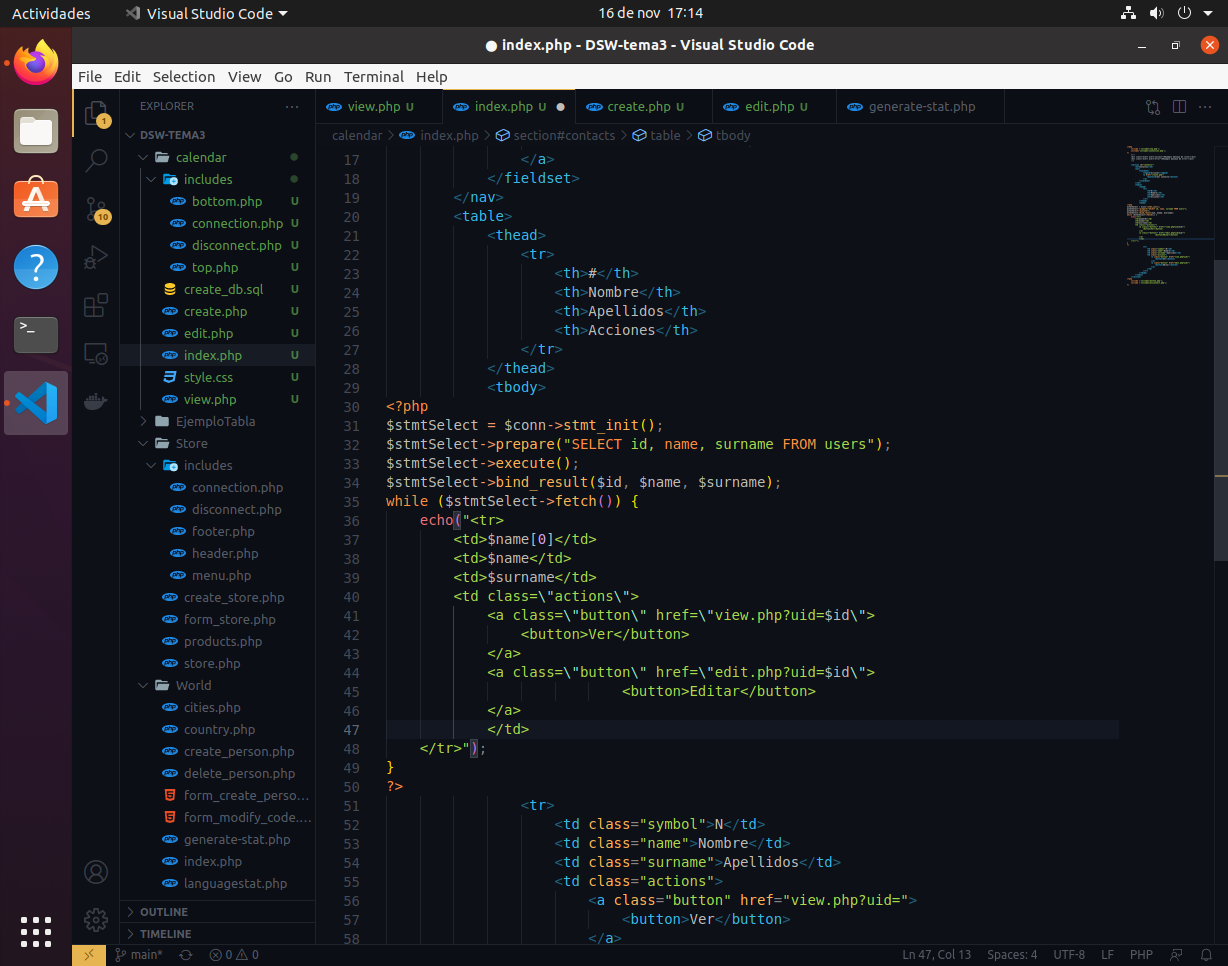 Actividades Visual Studio Code 16 de nov 17:14
● index.php - DSW-tema3 - Visual Studio Code
File Edit Selection View Go Run Terminal Help
EXPLORER ...
DSW-TEMA3
calendar
includes
bottom.php U
connection.php U
disconnect.php U
top.php U
create_db.sql U
create.php U
edit.php U
index.php U
style.css U
view.php U
EjemploTabla
Store
includes
connection.php
disconnect.php
footer.php
header.php
menu.php
create_store.php
form_store.php
products.php
store.php
World
cities.php
country.php
create_person.php
delete_person.php
form_create_perso...
form_modify_code....
generate-stat.php
index.php
languagestat.php
OUTLINE
TIMELINE
1
10
view.php U index.php U ● create.php U edit.php U generate-stat.php
calendar > index.php > section#contacts > table > tbody
17 </a>
18 </fieldset>
19 </nav>
20 <table>
21 <thead>
22 <tr>
23 <th>#</th>
24 <th>Nombre</th>
25 <th>Apellidos</th>
26 <th>Acciones</th>
27 </tr>
28 </thead>
29 <tbody>
30 <?php
31 $stmtSelect = $conn->stmt_init();
32 $stmtSelect->prepare("SELECT id, name, surname FROM users");
33 $stmtSelect->execute();
34 $stmtSelect->bind_result($id, $name, $surname);
35 while ($stmtSelect->fetch()) {
36 echo("<tr>
37 <td>$name[0]</td>
38 <td>$name</td>
39 <td>$surname</td>
40 <td class=\"actions\">
41 <a class=\"button\" href=\"view.php?uid=$id\">
42 <button>Ver</button>
43 </a>
44 <a class=\"button\" href=\"edit.php?uid=$id\">
45 <button>Editar</button>
46 </a>
47 </td>
48 </tr>");
49 }
50 ?>
51 <tr>
52 <td class="symbol">N</td>
53 <td class="name">Nombre</td>
54 <td class="surname">Apellidos</td>
55 <td class="actions">
56 <a class="button" href="view.php?uid=">
57 <button>Ver</button>
58 </a>
main* 0 0 Ln 47, Col 13 Spaces: 4 UTF-8 LF PHP